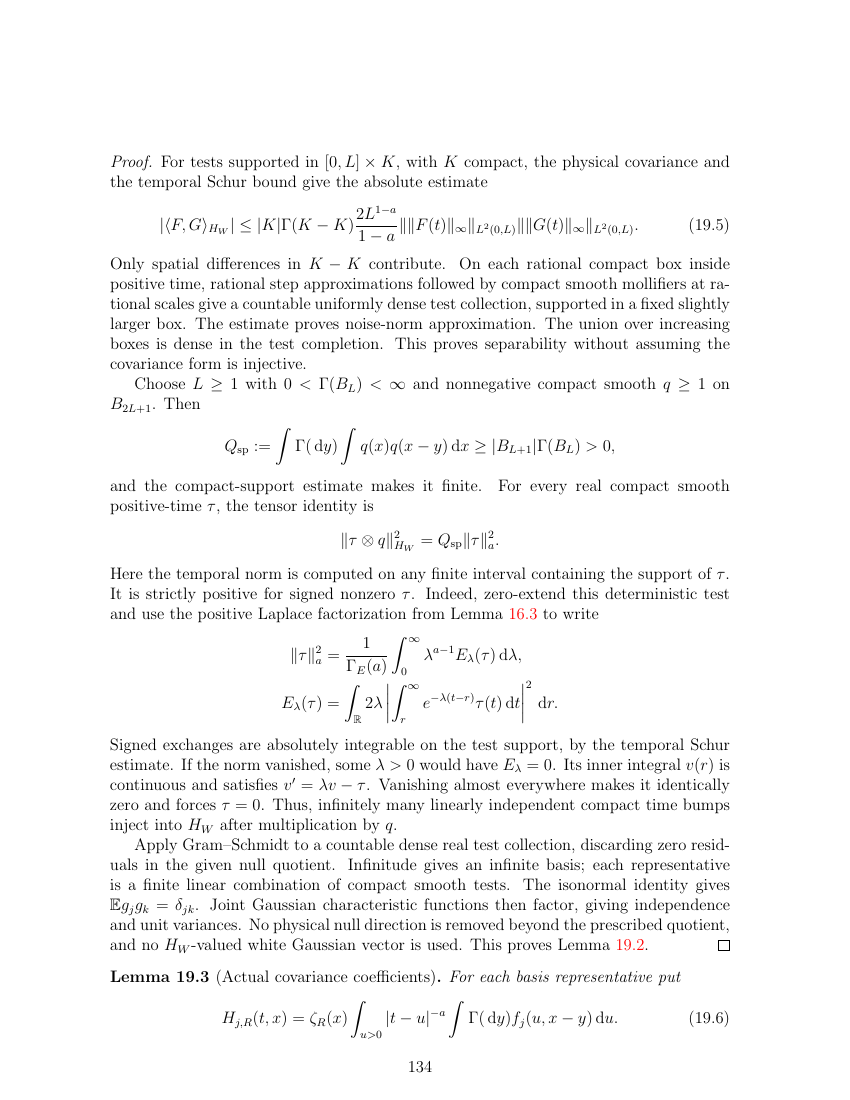 Proof. For tests supported in [0, L] × K, with K compact, the physical covariance and
the temporal Schur bound give the absolute estimate
|⟨F, G⟩_{H_W}| ≤ |K|Γ(K − K) \frac{2L^{1−a}}{1 − a} ‖‖F(t)‖_∞‖_{L^2(0,L)}‖‖G(t)‖_∞‖_{L^2(0,L)}. (19.5)
Only spatial differences in K − K contribute. On each rational compact box inside
positive time, rational step approximations followed by compact smooth mollifiers at ra-
tional scales give a countable uniformly dense test collection, supported in a fixed slightly
larger box. The estimate proves noise-norm approximation. The union over increasing
boxes is dense in the test completion. This proves separability without assuming the
covariance form is injective.
Choose L ≥ 1 with 0 < Γ(B_L) < ∞ and nonnegative compact smooth q ≥ 1 on
B_{2L+1}. Then
Q_{sp} := ∫ Γ( dy) ∫ q(x)q(x − y) dx ≥ |B_{L+1}|Γ(B_L) > 0,
and the compact-support estimate makes it finite. For every real compact smooth
positive-time τ, the tensor identity is
‖τ ⊗ q‖^2_{H_W} = Q_{sp}‖τ‖^2_a.
Here the temporal norm is computed on any finite interval containing the support of τ.
It is strictly positive for signed nonzero τ. Indeed, zero-extend this deterministic test
and use the positive Laplace factorization from Lemma 16.3 to write
‖τ‖^2_a = \frac{1}{Γ_E(a)} ∫_0^∞ λ^{a−1}E_λ(τ) dλ,
E_λ(τ) = ∫_ℝ 2λ |∫_r^∞ e^{−λ(t−r)}τ(t) dt|^2 dr.
Signed exchanges are absolutely integrable on the test support, by the temporal Schur
estimate. If the norm vanished, some λ > 0 would have E_λ = 0. Its inner integral v(r) is
continuous and satisfies v′ = λv − τ. Vanishing almost everywhere makes it identically
zero and forces τ = 0. Thus, infinitely many linearly independent compact time bumps
inject into H_W after multiplication by q.
Apply Gram–Schmidt to a countable dense real test collection, discarding zero resid-
uals in the given null quotient. Infinitude gives an infinite basis; each representative
is a finite linear combination of compact smooth tests. The isonormal identity gives
𝔼g_jg_k = δ_{jk}. Joint Gaussian characteristic functions then factor, giving independence
and unit variances. No physical null direction is removed beyond the prescribed quotient,
and no H_W-valued white Gaussian vector is used. This proves Lemma 19.2. □
Lemma 19.3 (Actual covariance coefficients). For each basis representative put
H_{j,R}(t, x) = ζ_R(x) ∫_{u>0} |t − u|^{−a} ∫ Γ( dy)f_j(u, x − y) du. (19.6)
134